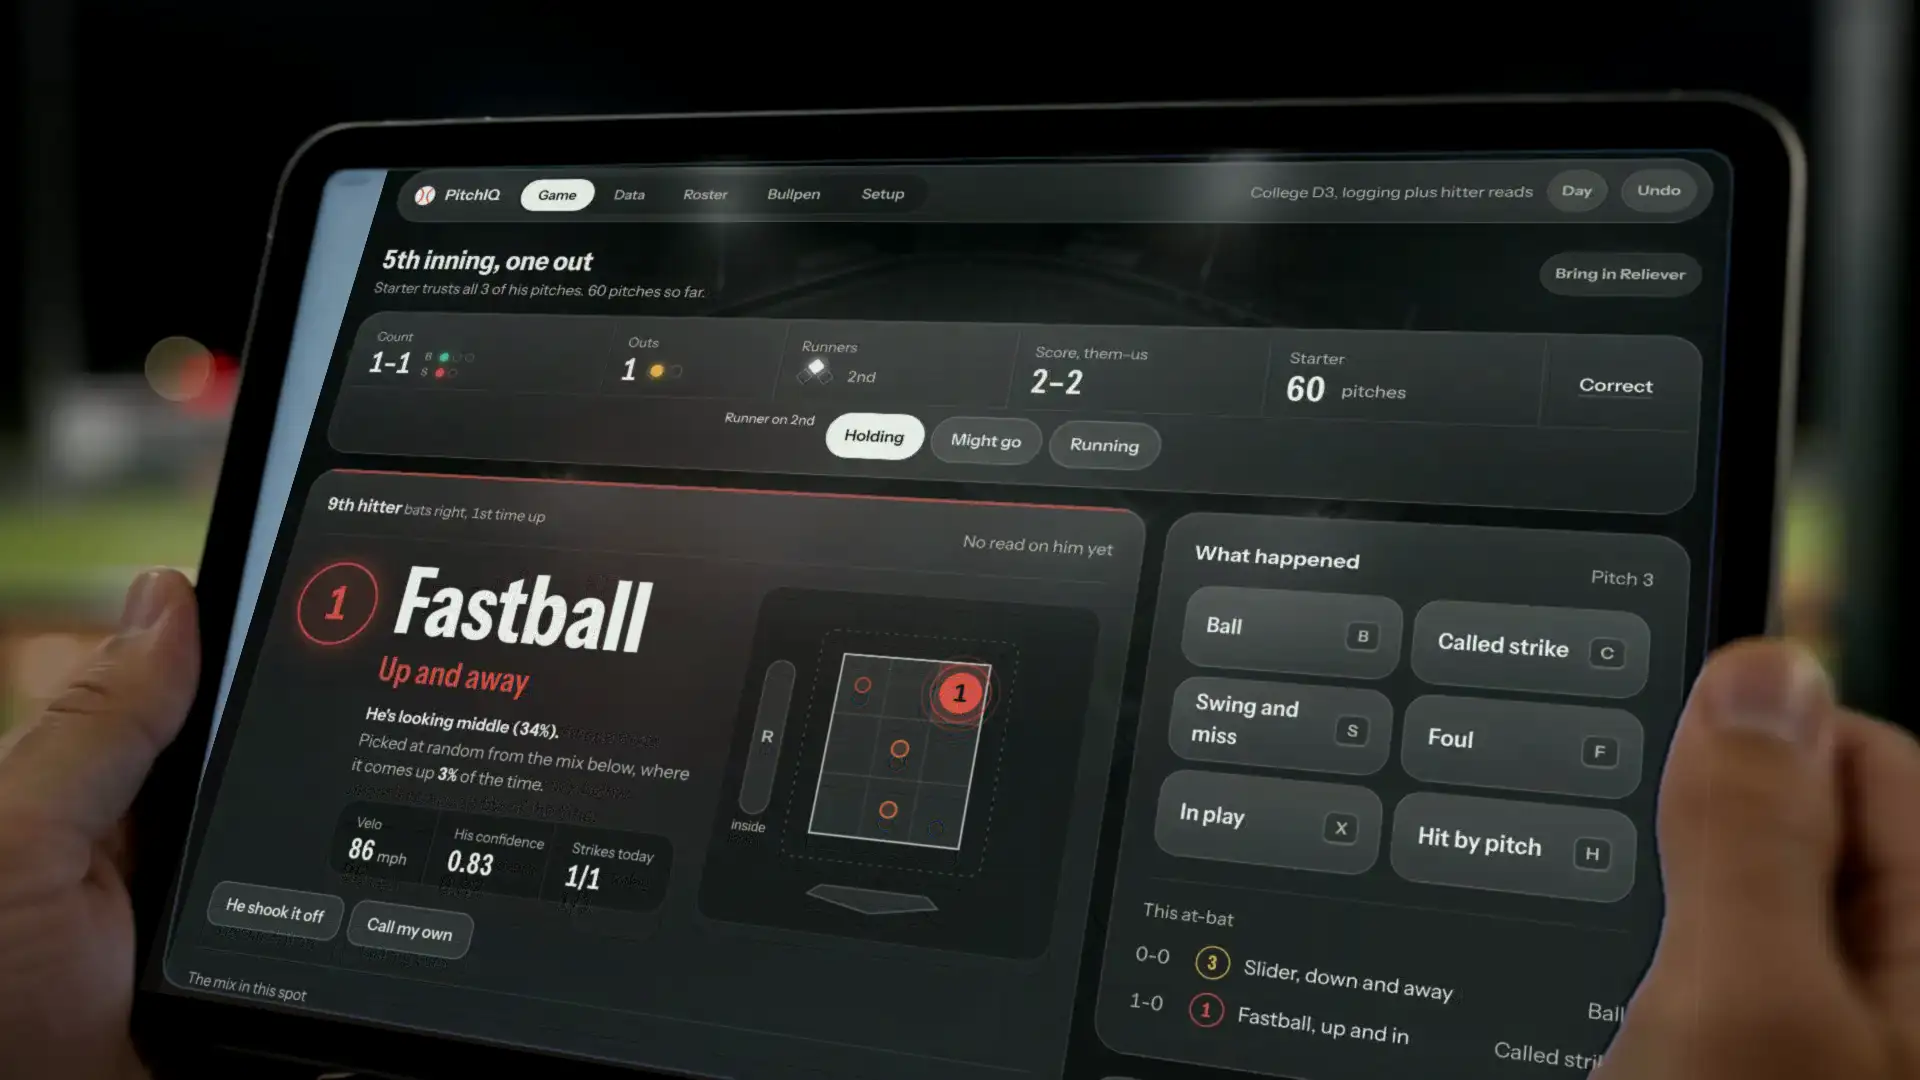 PitchIQ
Game
Data
Roster
Bullpen
Setup
College D3, logging plus hitter reads
Day
Undo
5th inning, one out
Starter trusts all 3 of his pitches. 60 pitches so far.
Bring in Reliever
Count
1-1
B
S
Outs
1
Runners
2nd
Score, them-us
2-2
Starter
60 pitches
Correct
Runner on 2nd
Holding
Might go
Running
9th hitter bats right, 1st time up
No read on him yet
1
Fastball
Up and away
He's looking middle (34%).
Picked at random from the mix below, where
it comes up 3% of the time.
Velo
86 mph
His confidence
0.83
Strikes today
1/1
He shook it off
Call my own
The mix in this spot
R
inside
1
What happened
Pitch 3
Ball
B
Called strike
C
Swing and
miss
S
Foul
F
In play
X
Hit by pitch
H
This at-bat
0-0
3
Slider, down and away
Ball
1-0
1
Fastball, up and in
Called